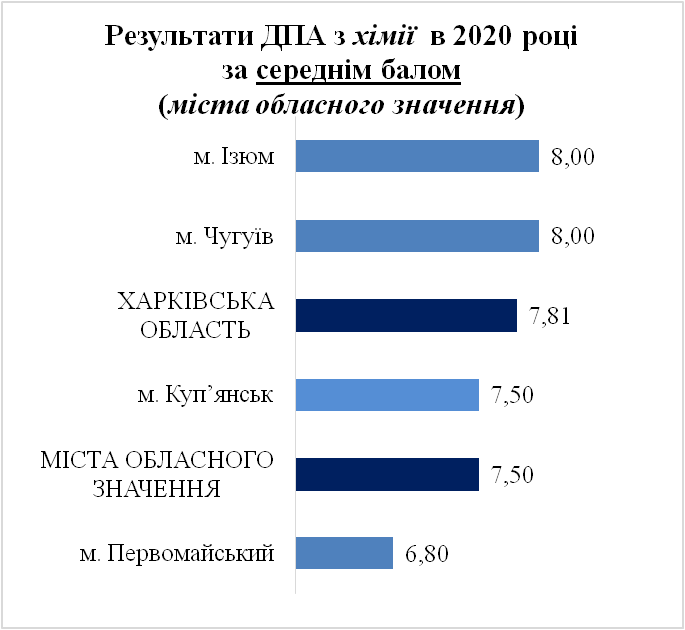 Результати ДПА з хімії в 2020 році
за середнім балом
(міста обласного значення)
м. Ізюм 8,00
м. Чугуїв 8,00
ХАРКІВСЬКА
ОБЛАСТЬ 7,81
м. Куп’янськ 7,50
МІСТА ОБЛАСНОГО
ЗНАЧЕННЯ 7,50
м. Первомайський 6,80